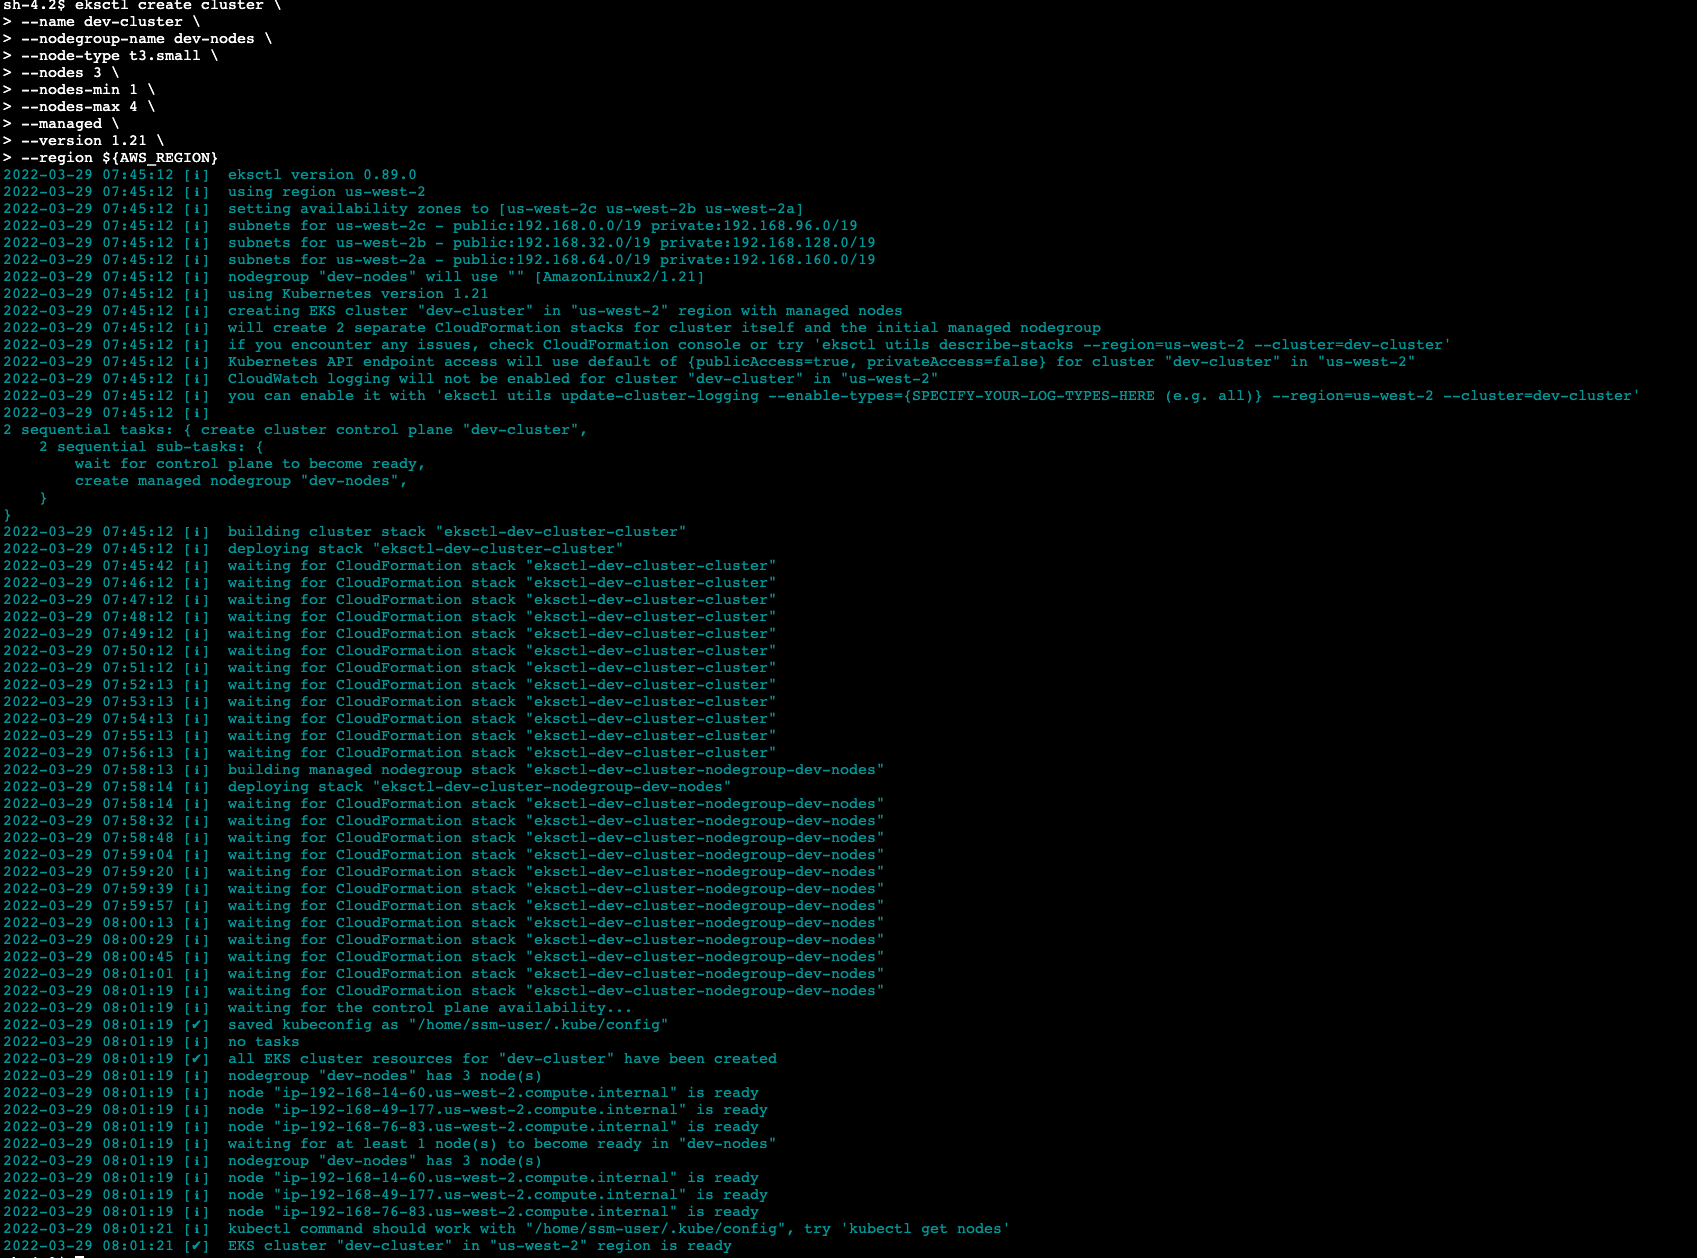 sh-4.2$ eksctl create cluster \
> --name dev-cluster \
> --nodegroup-name dev-nodes \
> --node-type t3.small \
> --nodes 3 \
> --nodes-min 1 \
> --nodes-max 4 \
> --managed \
> --version 1.21 \
> --region ${AWS_REGION}
2022-03-29 07:45:12 [ℹ]  eksctl version 0.89.0
2022-03-29 07:45:12 [ℹ]  using region us-west-2
2022-03-29 07:45:12 [ℹ]  setting availability zones to [us-west-2c us-west-2b us-west-2a]
2022-03-29 07:45:12 [ℹ]  subnets for us-west-2c - public:192.168.0.0/19 private:192.168.96.0/19
2022-03-29 07:45:12 [ℹ]  subnets for us-west-2b - public:192.168.32.0/19 private:192.168.128.0/19
2022-03-29 07:45:12 [ℹ]  subnets for us-west-2a - public:192.168.64.0/19 private:192.168.160.0/19
2022-03-29 07:45:12 [ℹ]  nodegroup "dev-nodes" will use "" [AmazonLinux2/1.21]
2022-03-29 07:45:12 [ℹ]  using Kubernetes version 1.21
2022-03-29 07:45:12 [ℹ]  creating EKS cluster "dev-cluster" in "us-west-2" region with managed nodes
2022-03-29 07:45:12 [ℹ]  will create 2 separate CloudFormation stacks for cluster itself and the initial managed nodegroup
2022-03-29 07:45:12 [ℹ]  if you encounter any issues, check CloudFormation console or try 'eksctl utils describe-stacks --region=us-west-2 --cluster=dev-cluster'
2022-03-29 07:45:12 [ℹ]  Kubernetes API endpoint access will use default of {publicAccess=true, privateAccess=false} for cluster "dev-cluster" in "us-west-2"
2022-03-29 07:45:12 [ℹ]  CloudWatch logging will not be enabled for cluster "dev-cluster" in "us-west-2"
2022-03-29 07:45:12 [ℹ]  you can enable it with 'eksctl utils update-cluster-logging --enable-types={SPECIFY-YOUR-LOG-TYPES-HERE (e.g. all)} --region=us-west-2 --cluster=dev-cluster'
2022-03-29 07:45:12 [ℹ]
2 sequential tasks: { create cluster control plane "dev-cluster",
    2 sequential sub-tasks: {
        wait for control plane to become ready,
        create managed nodegroup "dev-nodes",
    }
}
2022-03-29 07:45:12 [ℹ]  building cluster stack "eksctl-dev-cluster-cluster"
2022-03-29 07:45:12 [ℹ]  deploying stack "eksctl-dev-cluster-cluster"
2022-03-29 07:45:42 [ℹ]  waiting for CloudFormation stack "eksctl-dev-cluster-cluster"
2022-03-29 07:46:12 [ℹ]  waiting for CloudFormation stack "eksctl-dev-cluster-cluster"
2022-03-29 07:47:12 [ℹ]  waiting for CloudFormation stack "eksctl-dev-cluster-cluster"
2022-03-29 07:48:12 [ℹ]  waiting for CloudFormation stack "eksctl-dev-cluster-cluster"
2022-03-29 07:49:12 [ℹ]  waiting for CloudFormation stack "eksctl-dev-cluster-cluster"
2022-03-29 07:50:12 [ℹ]  waiting for CloudFormation stack "eksctl-dev-cluster-cluster"
2022-03-29 07:51:12 [ℹ]  waiting for CloudFormation stack "eksctl-dev-cluster-cluster"
2022-03-29 07:52:13 [ℹ]  waiting for CloudFormation stack "eksctl-dev-cluster-cluster"
2022-03-29 07:53:13 [ℹ]  waiting for CloudFormation stack "eksctl-dev-cluster-cluster"
2022-03-29 07:54:13 [ℹ]  waiting for CloudFormation stack "eksctl-dev-cluster-cluster"
2022-03-29 07:55:13 [ℹ]  waiting for CloudFormation stack "eksctl-dev-cluster-cluster"
2022-03-29 07:56:13 [ℹ]  waiting for CloudFormation stack "eksctl-dev-cluster-cluster"
2022-03-29 07:58:13 [ℹ]  building managed nodegroup stack "eksctl-dev-cluster-nodegroup-dev-nodes"
2022-03-29 07:58:14 [ℹ]  deploying stack "eksctl-dev-cluster-nodegroup-dev-nodes"
2022-03-29 07:58:14 [ℹ]  waiting for CloudFormation stack "eksctl-dev-cluster-nodegroup-dev-nodes"
2022-03-29 07:58:32 [ℹ]  waiting for CloudFormation stack "eksctl-dev-cluster-nodegroup-dev-nodes"
2022-03-29 07:58:48 [ℹ]  waiting for CloudFormation stack "eksctl-dev-cluster-nodegroup-dev-nodes"
2022-03-29 07:59:04 [ℹ]  waiting for CloudFormation stack "eksctl-dev-cluster-nodegroup-dev-nodes"
2022-03-29 07:59:20 [ℹ]  waiting for CloudFormation stack "eksctl-dev-cluster-nodegroup-dev-nodes"
2022-03-29 07:59:39 [ℹ]  waiting for CloudFormation stack "eksctl-dev-cluster-nodegroup-dev-nodes"
2022-03-29 07:59:57 [ℹ]  waiting for CloudFormation stack "eksctl-dev-cluster-nodegroup-dev-nodes"
2022-03-29 08:00:13 [ℹ]  waiting for CloudFormation stack "eksctl-dev-cluster-nodegroup-dev-nodes"
2022-03-29 08:00:29 [ℹ]  waiting for CloudFormation stack "eksctl-dev-cluster-nodegroup-dev-nodes"
2022-03-29 08:00:45 [ℹ]  waiting for CloudFormation stack "eksctl-dev-cluster-nodegroup-dev-nodes"
2022-03-29 08:01:01 [ℹ]  waiting for CloudFormation stack "eksctl-dev-cluster-nodegroup-dev-nodes"
2022-03-29 08:01:19 [ℹ]  waiting for CloudFormation stack "eksctl-dev-cluster-nodegroup-dev-nodes"
2022-03-29 08:01:19 [ℹ]  waiting for the control plane availability...
2022-03-29 08:01:19 [✔]  saved kubeconfig as "/home/ssm-user/.kube/config"
2022-03-29 08:01:19 [ℹ]  no tasks
2022-03-29 08:01:19 [✔]  all EKS cluster resources for "dev-cluster" have been created
2022-03-29 08:01:19 [ℹ]  nodegroup "dev-nodes" has 3 node(s)
2022-03-29 08:01:19 [ℹ]  node "ip-192-168-14-60.us-west-2.compute.internal" is ready
2022-03-29 08:01:19 [ℹ]  node "ip-192-168-49-177.us-west-2.compute.internal" is ready
2022-03-29 08:01:19 [ℹ]  node "ip-192-168-76-83.us-west-2.compute.internal" is ready
2022-03-29 08:01:19 [ℹ]  waiting for at least 1 node(s) to become ready in "dev-nodes"
2022-03-29 08:01:19 [ℹ]  nodegroup "dev-nodes" has 3 node(s)
2022-03-29 08:01:19 [ℹ]  node "ip-192-168-14-60.us-west-2.compute.internal" is ready
2022-03-29 08:01:19 [ℹ]  node "ip-192-168-49-177.us-west-2.compute.internal" is ready
2022-03-29 08:01:19 [ℹ]  node "ip-192-168-76-83.us-west-2.compute.internal" is ready
2022-03-29 08:01:21 [ℹ]  kubectl command should work with "/home/ssm-user/.kube/config", try 'kubectl get nodes'
2022-03-29 08:01:21 [✔]  EKS cluster "dev-cluster" in "us-west-2" region is ready